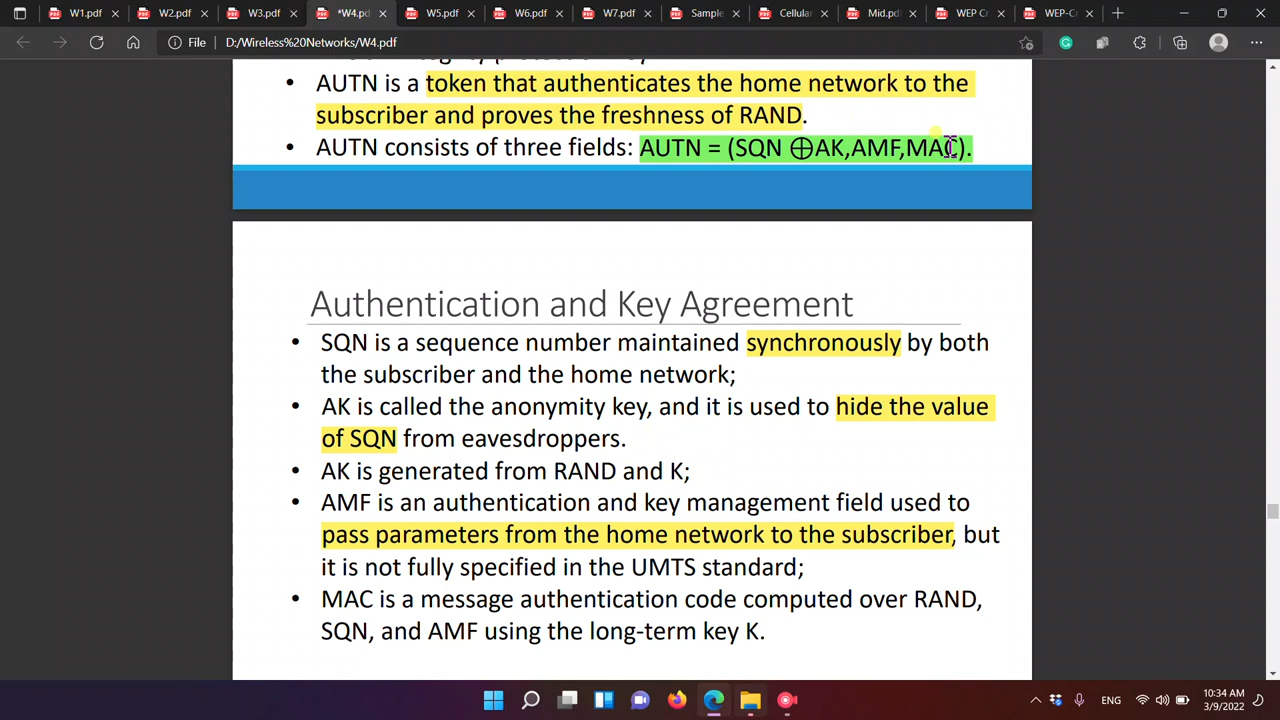 W1.pdf
W2.pdf
W3.pdf
*W4.pd
W5.pdf
W6.pdf
W7.pdf
Sample
Cellular
Mid.pdf
WEP Cr
WEP-Cr
File
D:/Wireless%20Networks/W4.pdf
• AUTN is a token that authenticates the home network to the
subscriber and proves the freshness of RAND.
• AUTN consists of three fields: AUTN = (SQN ⊕AK,AMF,MAC).
Authentication and Key Agreement
• SQN is a sequence number maintained synchronously by both
the subscriber and the home network;
• AK is called the anonymity key, and it is used to hide the value
of SQN from eavesdroppers.
• AK is generated from RAND and K;
• AMF is an authentication and key management field used to
pass parameters from the home network to the subscriber, but
it is not fully specified in the UMTS standard;
• MAC is a message authentication code computed over RAND,
SQN, and AMF using the long-term key K.
ENG
10:34 AM
3/9/2022